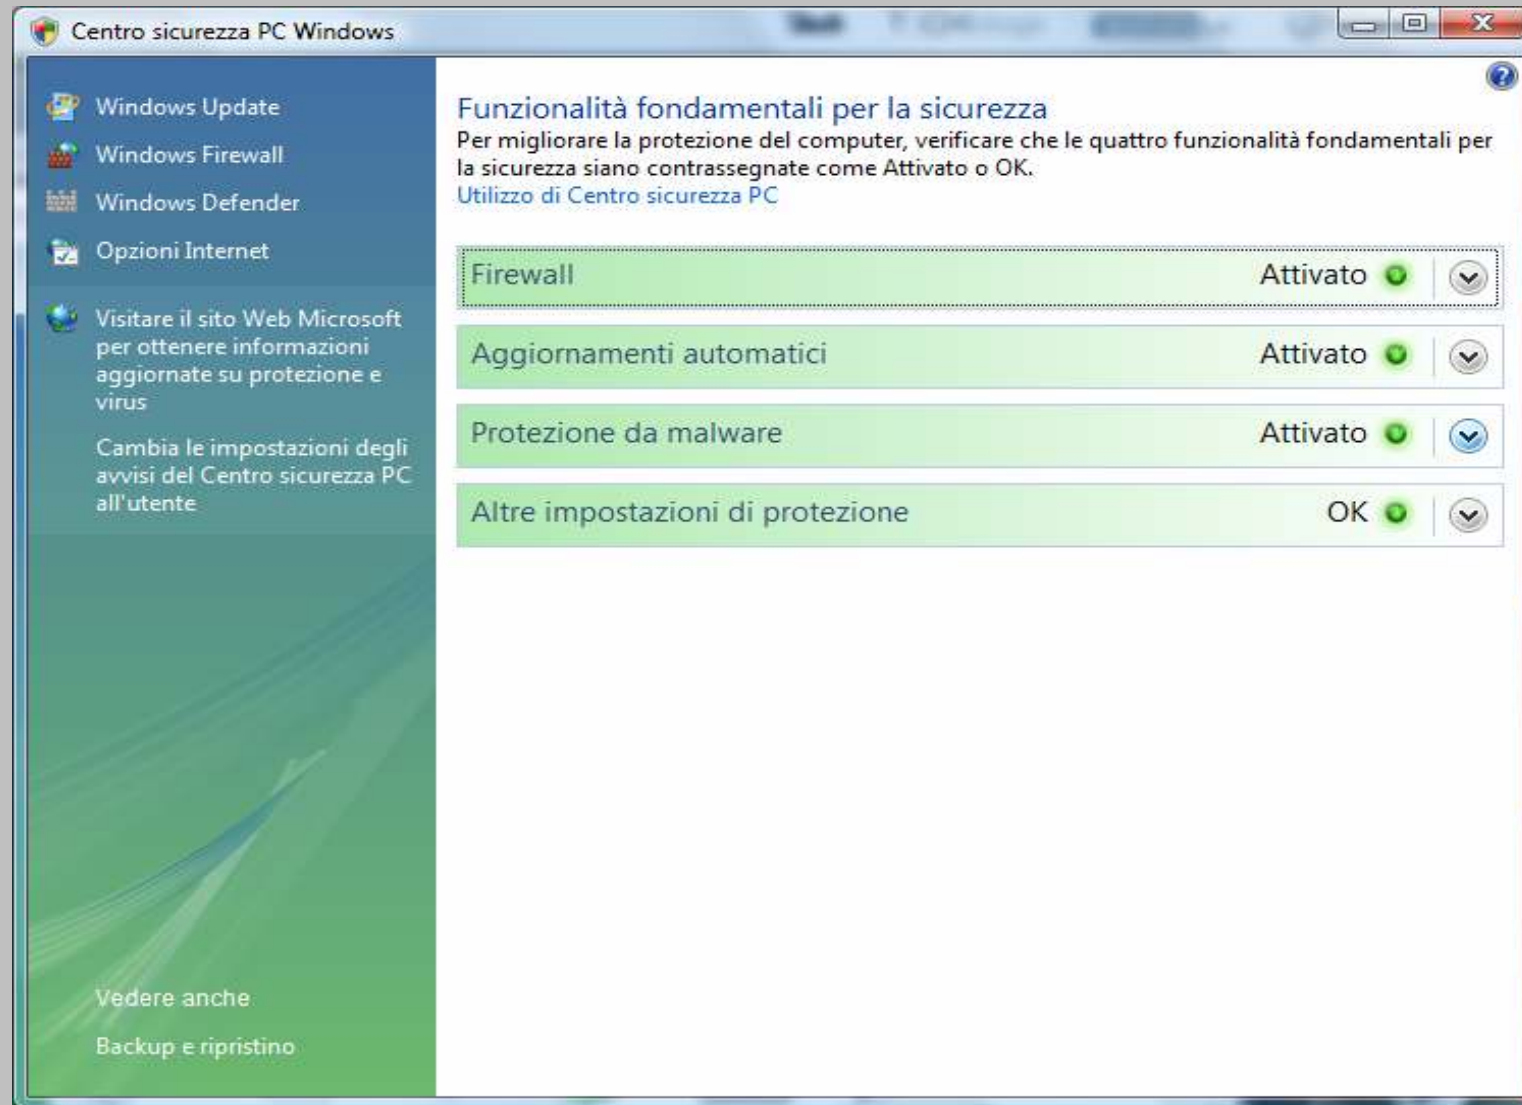 Centro sicurezza PC Windows
Windows Update
Windows Firewall
Windows Defender
Opzioni Internet
Visitare il sito Web Microsoft
per ottenere informazioni
aggiornate su protezione e
virus
Cambia le impostazioni degli
avvisi del Centro sicurezza PC
all'utente
Vedere anche
Backup e ripristino
Funzionalità fondamentali per la sicurezza
Per migliorare la protezione del computer, verificare che le quattro funzionalità fondamentali per
la sicurezza siano contrassegnate come Attivato o OK.
Utilizzo di Centro sicurezza PC
Firewall Attivato
Aggiornamenti automatici Attivato
Protezione da malware Attivato
Altre impostazioni di protezione OK